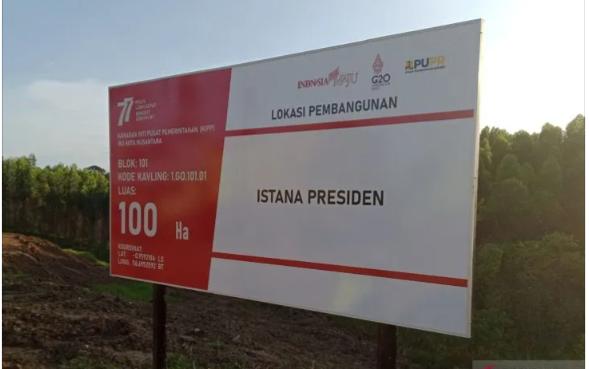 77
KAWASAN INTI PUSAT PEMERINTAHAN (KIPP)
IBU KOTA NUSANTARA
BLOK: 101
KODE KAVLING: 1.GO.101.01
LUAS:
100 Ha
KOORDINAT
INDONESIA MAJU
G20
PUPR
LOKASI PEMBANGUNAN
ISTANA PRESIDEN